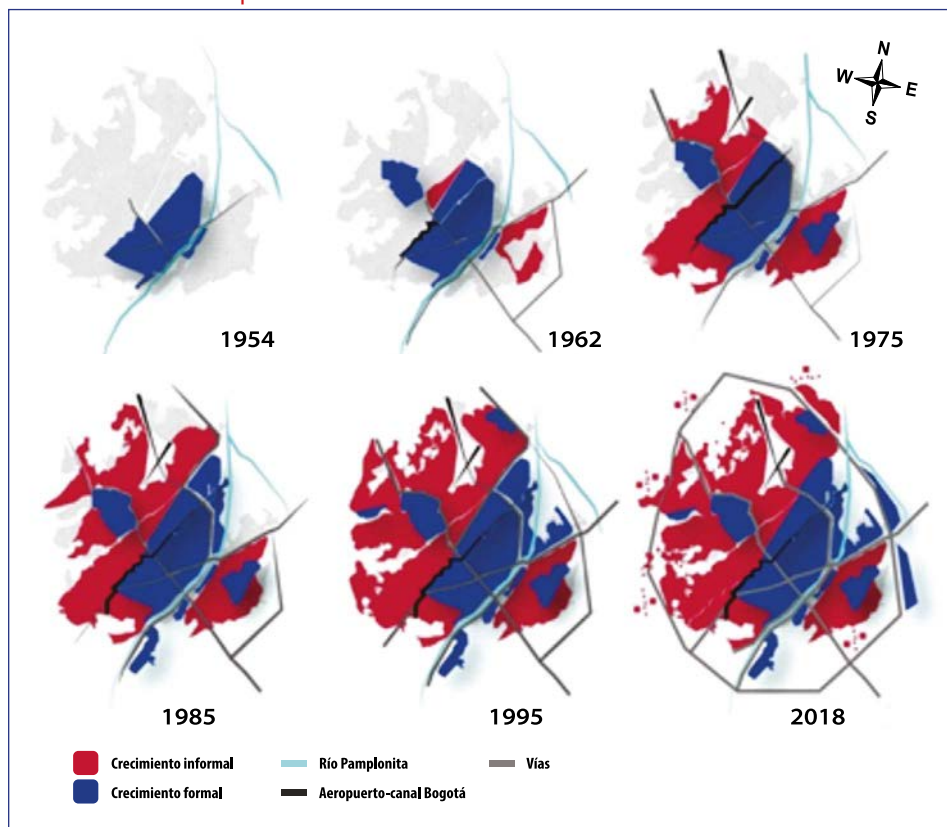 N
W E
S
1954
1962
1975
1985
1995
2018
Crecimiento informal
Río Pamplonita
Vías
Crecimiento formal
Aeropuerto-canal Bogotá